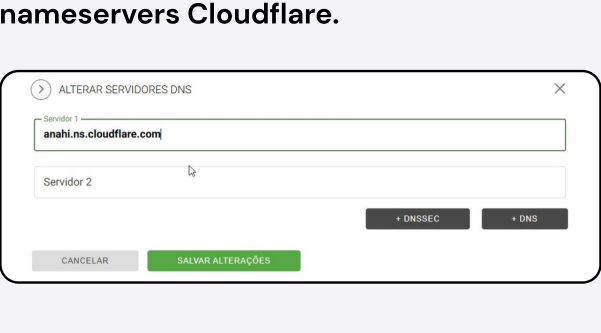 nameservers Cloudflare.
ALTERAR SERVIDORES DNS
Servidor 1
anahi.ns.cloudflare.com
Servidor 2
+ DNSSEC
+ DNS
CANCELAR
SALVAR ALTERAÇÕES